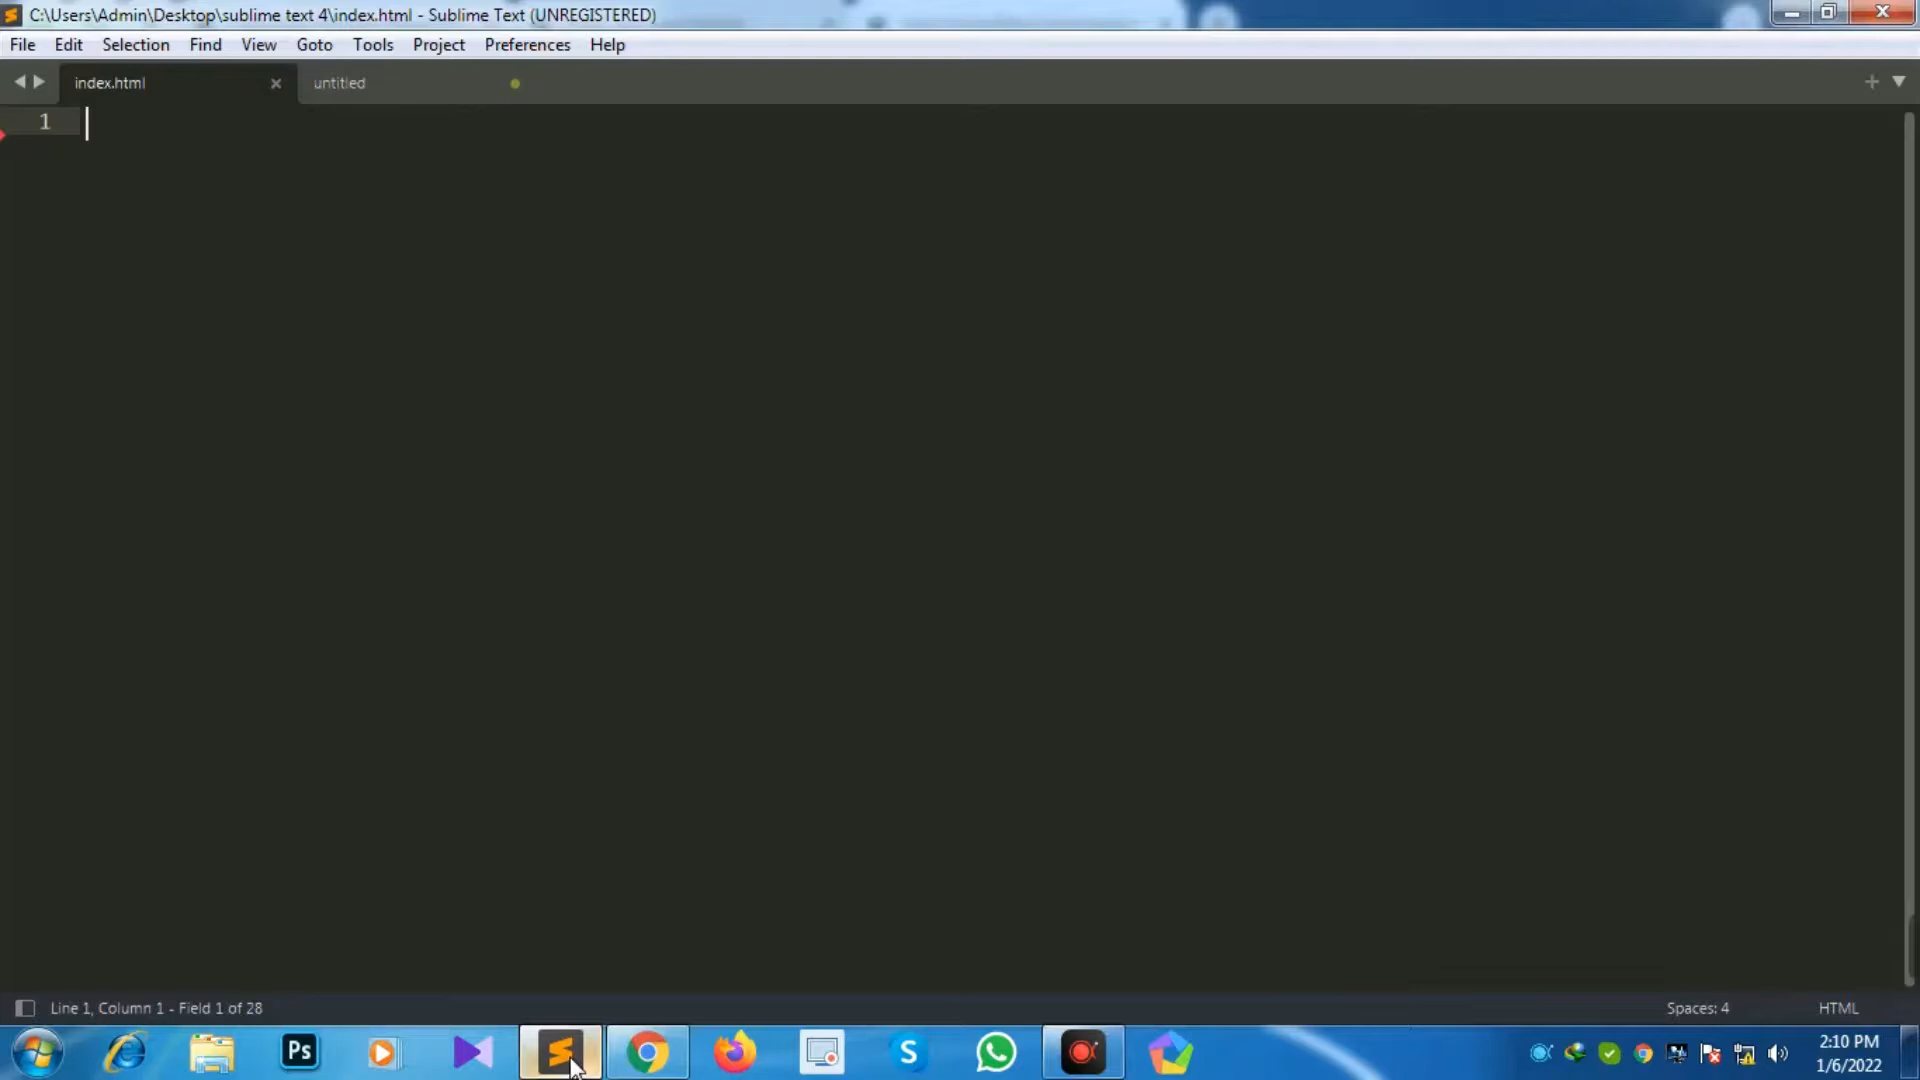 C:\Users\Admin\Desktop\sublime text 4\index.html - Sublime Text (UNREGISTERED)
File Edit Selection Find View Goto Tools Project Preferences Help
index.html untitled
1
Line 1, Column 1 - Field 1 of 28 Spaces: 4 HTML
Ps S
2:10 PM
1/6/2022